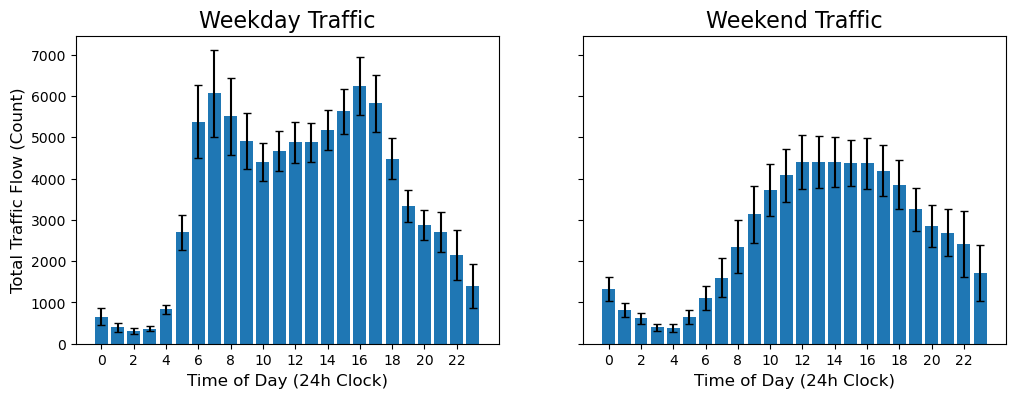 Weekday Traffic
Weekend Traffic
Total Traffic Flow (Count)
7000
6000
5000
4000
3000
2000
1000
0
0 2 4 6 8 10 12 14 16 18 20 22
0 2 4 6 8 10 12 14 16 18 20 22
Time of Day (24h Clock)
Time of Day (24h Clock)